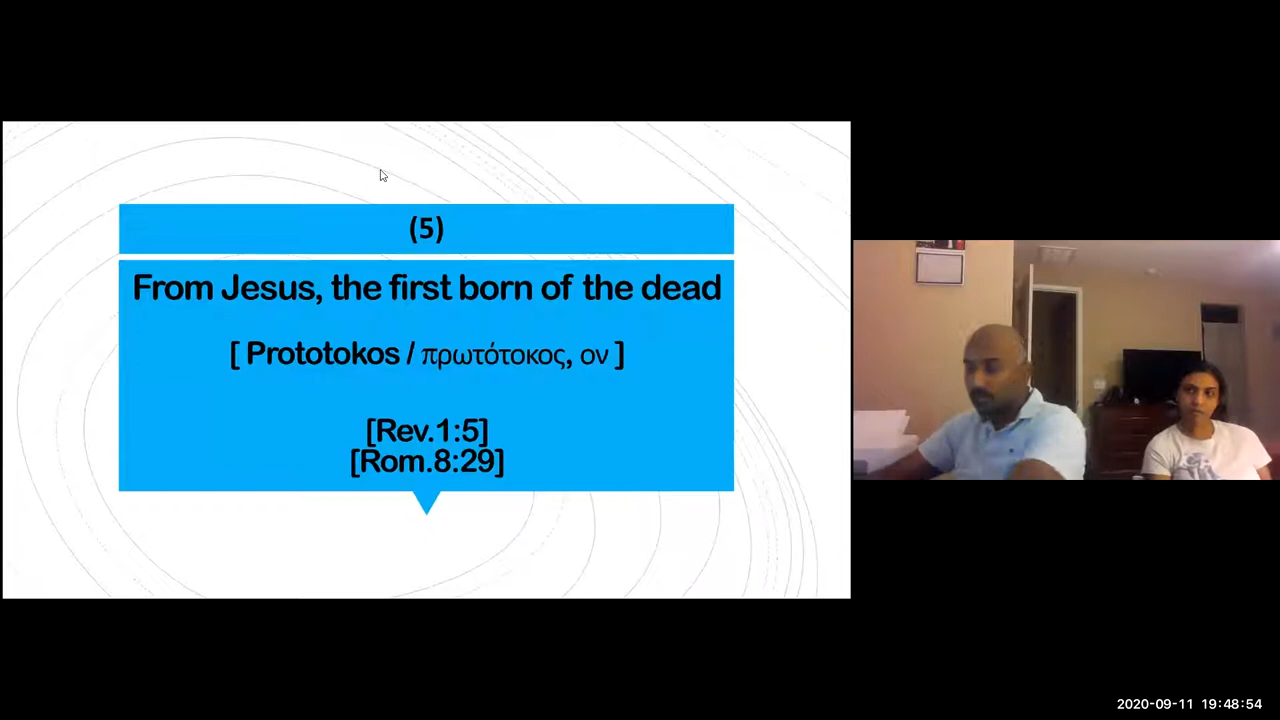 (5)
From Jesus, the first born of the dead
[ Prototokos / πρωτότοκος, ον ]
[Rev.1:5]
[Rom.8:29]
2020-09-11 19:48:54